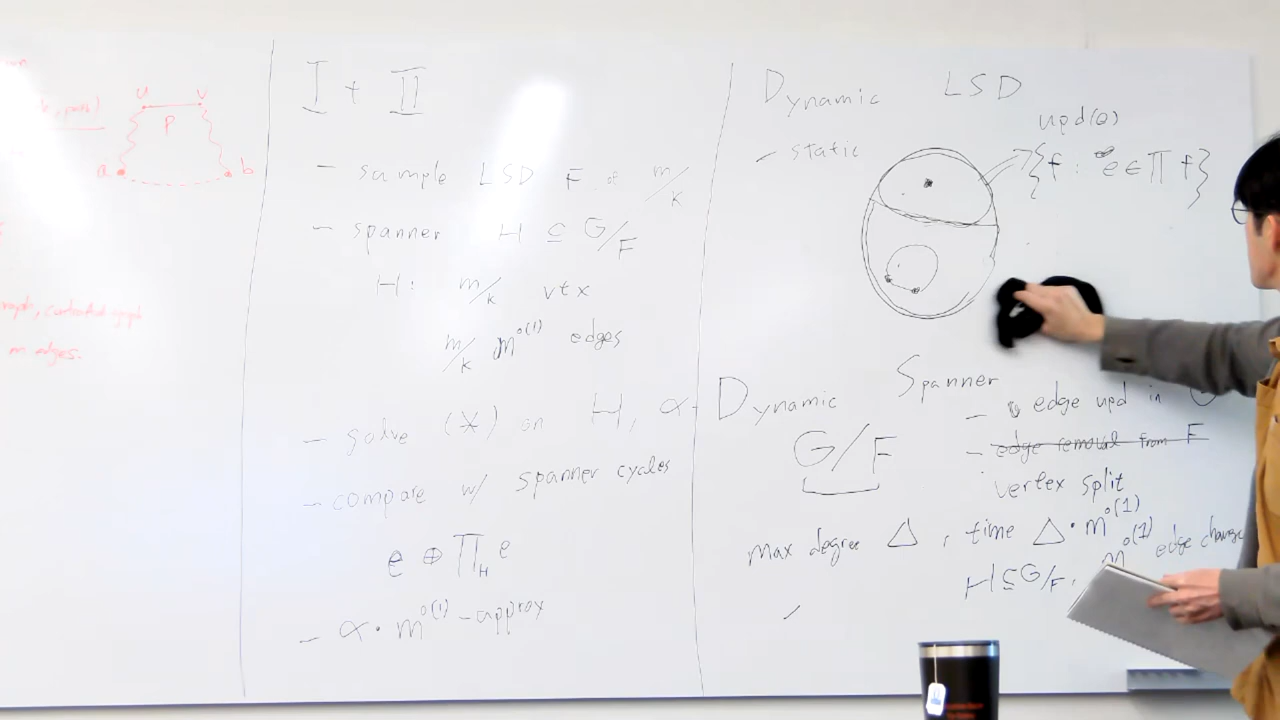 u v
P
a b
m edges.
I + II
- sample LSD F of m/k
- spanner H ⊆ G/F
H: m/k vtx
m/k m^o(1) edges
- solve (*) on H, α-
- compare w/ spanner cycles
e ⊕ Π_H e
- α · m^o(1) - approx
Dynamic LSD
- static
upd(e)
{f : e ∈ Π f}
Dynamic Spanner
G/F
- edge upd in G
- edge removal from F
vertex split
max degree Δ, time Δ · m^o(1)
H ⊆ G/F, m^o(1) edge change
-